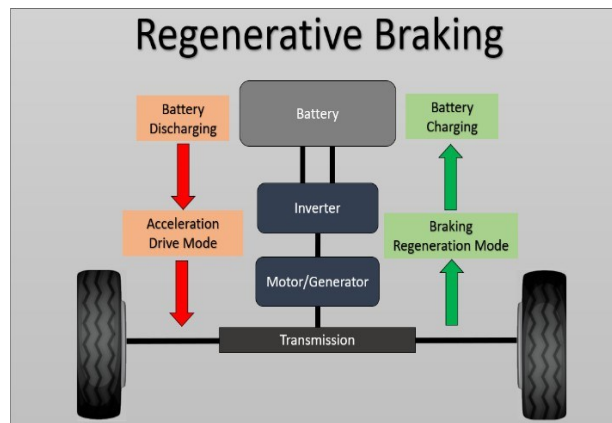 Regenerative Braking
Battery
Discharging
Battery
Battery
Charging
Inverter
Acceleration
Drive Mode
Braking
Regeneration Mode
Motor/Generator
Transmission